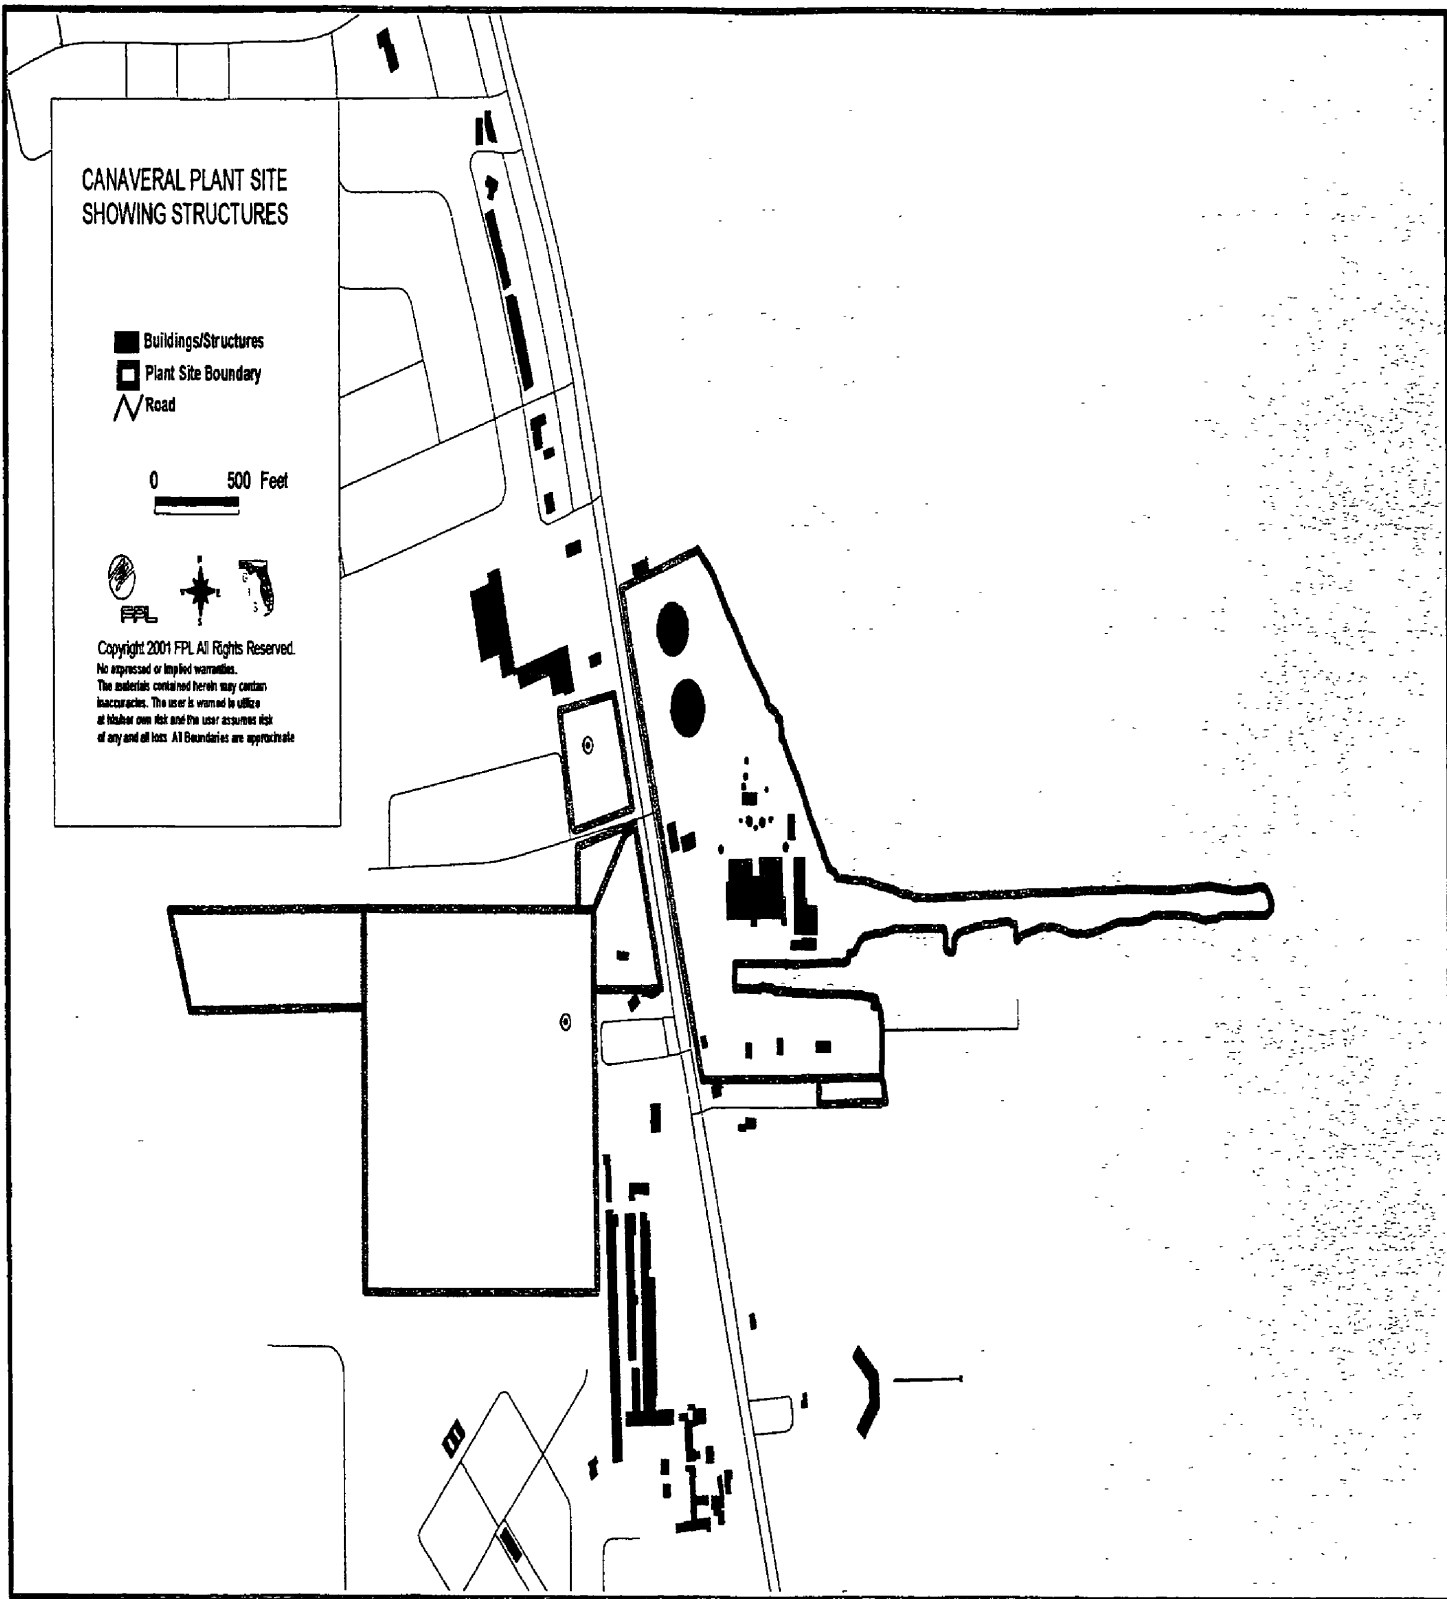 CANAVERAL PLANT SITE
SHOWING STRUCTURES
Buildings/Structures
Plant Site Boundary
Road
0 500 Feet
N
E
S
FPL
G
I
S
Copyright 2001 FPL All Rights Reserved.
No expressed or implied warranties.
The materials contained herein may contain
inaccuracies. The user is warned to utilize
at his/her own risk and the user assumes risk
of any and all loss. All Boundaries are approximate